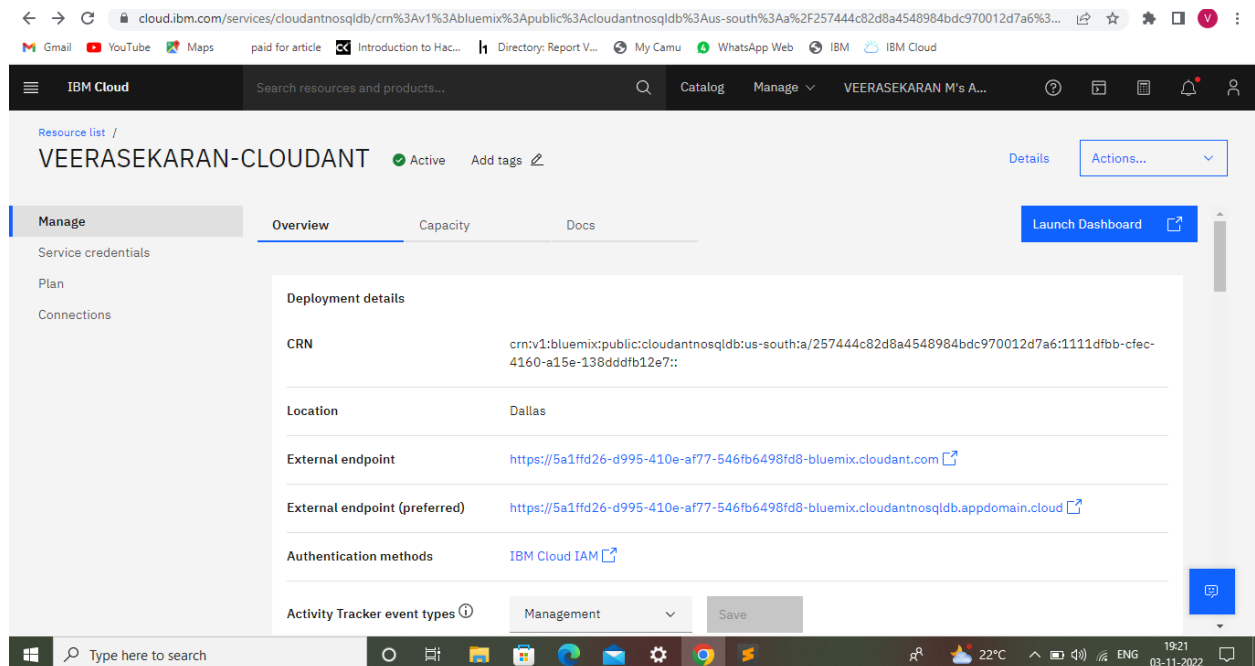 cloud.ibm.com/services/cloudantnosqldb/crn%3Av1%3Abluemix%3Apublic%3Acloudantnosqldb%3Aus-south%3Aa%2F257444c82d8a4548984bdc970012d7a6%3... V
Gmail YouTube Maps paid for article CC Introduction to Hac... h Directory: Report V... My Camu WhatsApp Web IBM IBM Cloud
IBM Cloud Search resources and products... Catalog Manage VEERASEKARAN M's A...
Resource list /
VEERASEKARAN-CLOUDANT Active Add tags Details Actions...
Manage Overview Capacity Docs Launch Dashboard
Service credentials
Plan
Connections
Deployment details
CRN crn:v1:bluemix:public:cloudantnosqldb:us-south:a/257444c82d8a4548984bdc970012d7a6:1111dfbb-cfec-
4160-a15e-138dddfb12e7::
Location Dallas
External endpoint https://5a1ffd26-d995-410e-af77-546fb6498fd8-bluemix.cloudant.com
External endpoint (preferred) https://5a1ffd26-d995-410e-af77-546fb6498fd8-bluemix.cloudantnosqldb.appdomain.cloud
Authentication methods IBM Cloud IAM
Activity Tracker event types Management Save
Type here to search 22°C ENG 19:21
03-11-2022